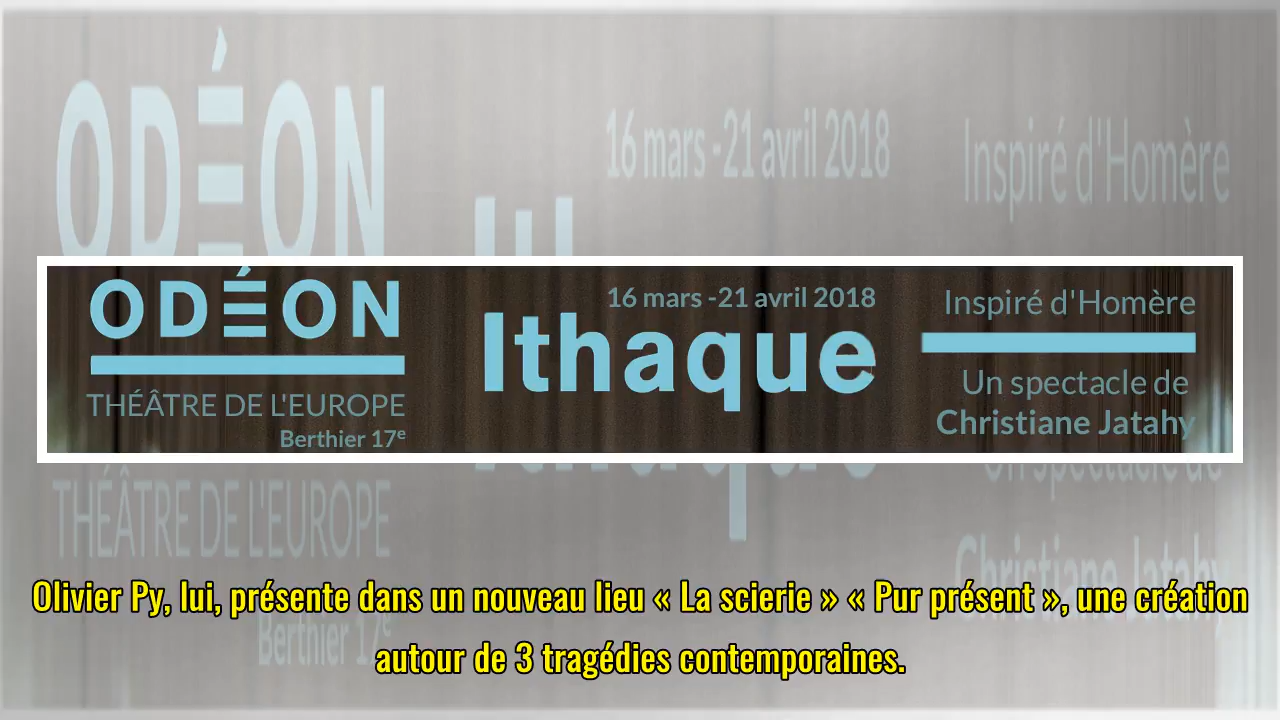 ODÉON
THÉÂTRE DE L'EUROPE
Berthier 17e
16 mars -21 avril 2018
Ithaque
Inspiré d'Homère
Un spectacle de
Christiane Jatahy
Olivier Py, lui, présente dans un nouveau lieu « La scierie » « Pur présent », une création
autour de 3 tragédies contemporaines.